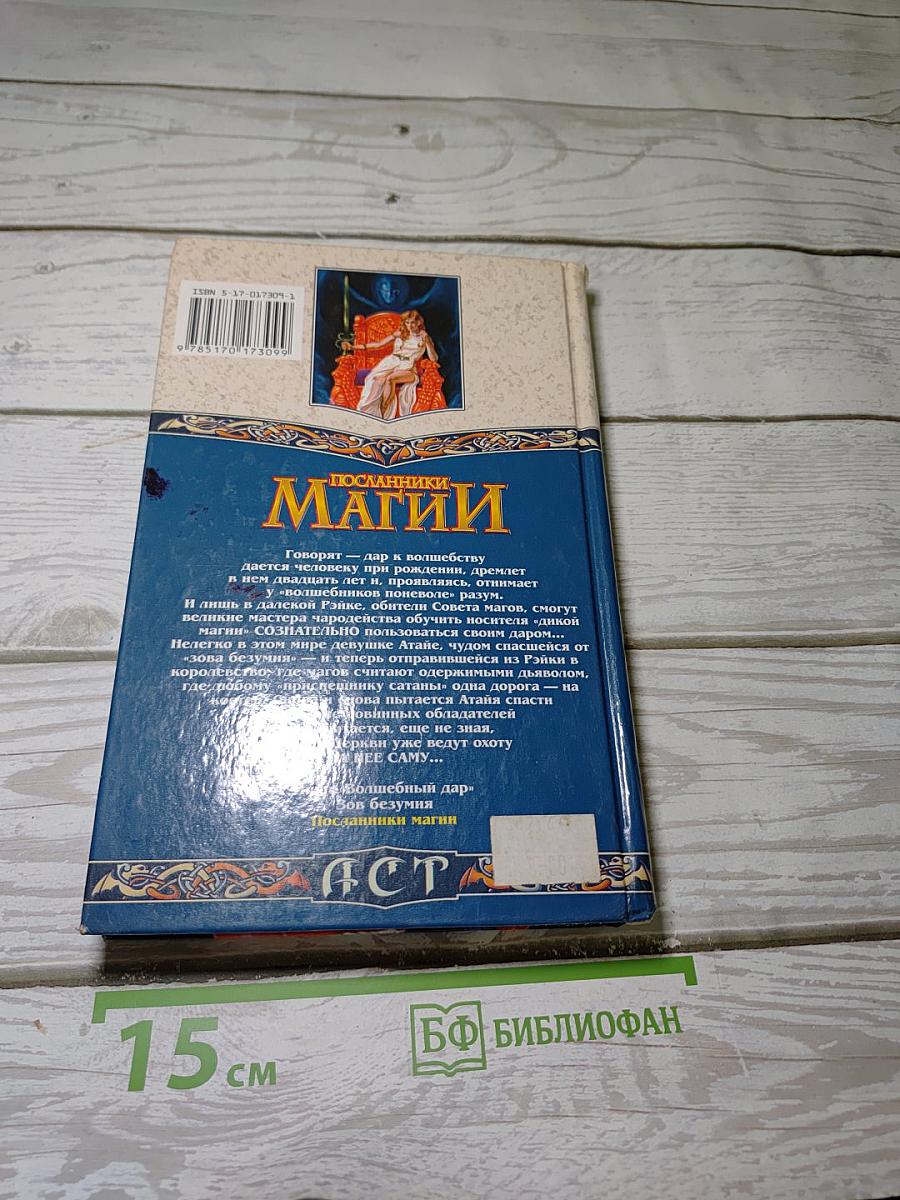 ISBN 5-17-017309-1
9 785170 173099
ПОСЛАННИКИ
МАГИИ
Говорят — дар к волшебству
дается человеку при рождении, дремлет
в нем двадцать лет и, проявляясь, отнимает
у «волшебников поневоле» разум.
И лишь в далекой Рэйке, обители Совета магов, смогут
великие мастера чародейства обучить носителя «дикой
магии» СОЗНАТЕЛЬНО пользоваться своим даром...
Нелегко в этом мире девушке Атайе, чудом спасшейся от
«зова безумия» — и теперь отправившейся из Рэйки в
королевство, где магов считают одержимыми дьяволом,
где любому «приспешнику сатаны» одна дорога — на
снова пытается Атайя спасти
обладателей
еще не зная,
уже ведут охоту
НЕЕ САМУ...
Волшебный дар"
Зов безумия
Посланники магии
АСТ
15 см
БФ БИБЛИОФАН